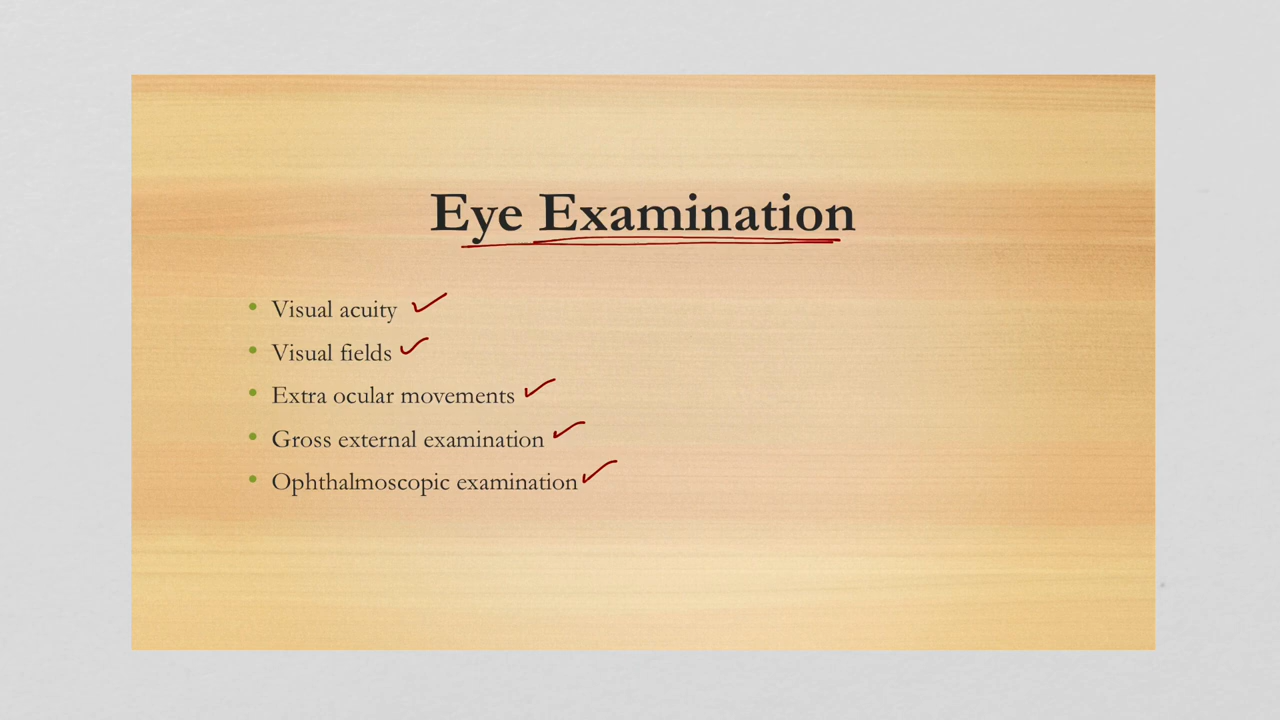 Eye Examination
• Visual acuity
• Visual fields
• Extra ocular movements
• Gross external examination
• Ophthalmoscopic examination